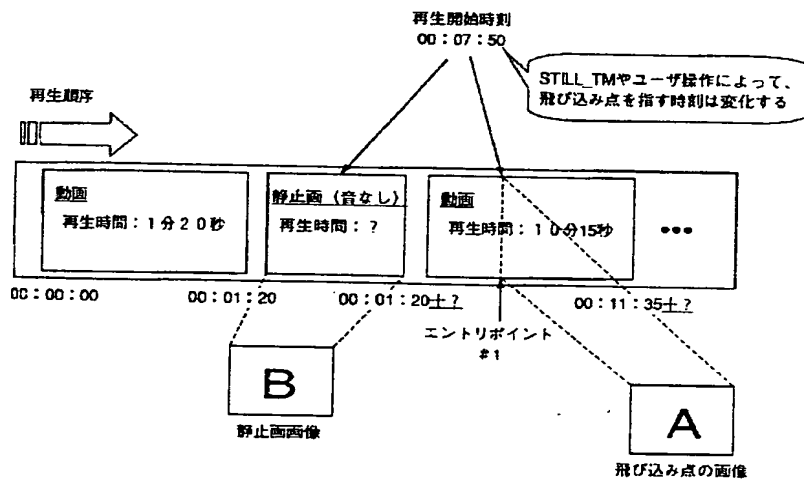 再生開始時刻
00:07:50
STILL_TMやユーザ操作によって、
飛び込み点を指す時刻は変化する
再生順序
動画
再生時間:1分20秒
静止画(音なし)
再生時間:?
動画
再生時間:10分15秒
•••
00:00:00
00:01:20
00:01:20±?
00:11:35±?
エントリポイント
#1
B
静止画画像
A
飛び込み点の画像